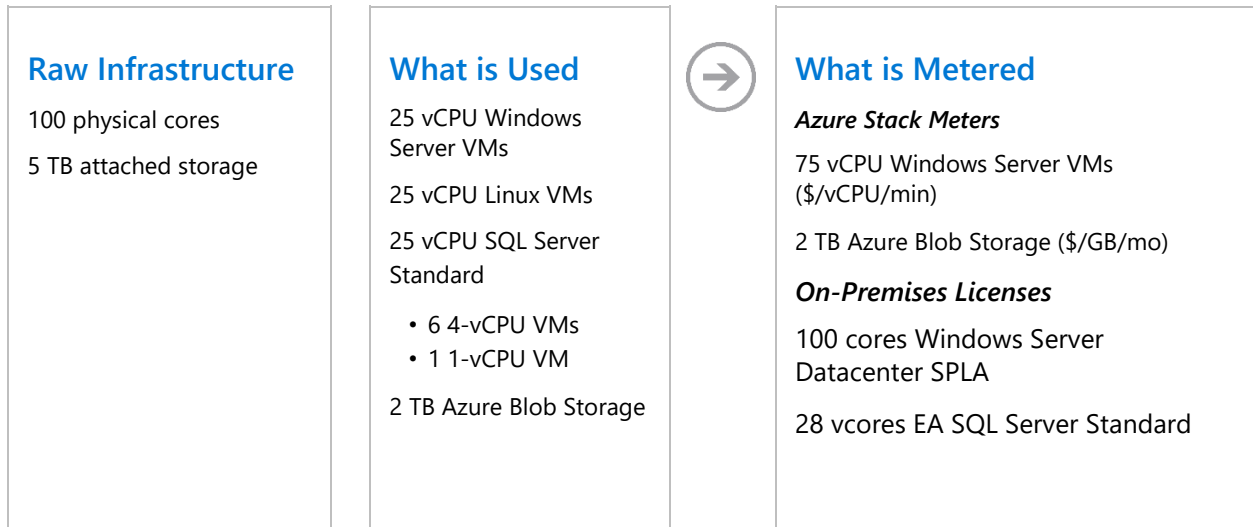 Raw Infrastructure
100 physical cores
5 TB attached storage
What is Used
25 vCPU Windows
Server VMs
25 vCPU Linux VMs
25 vCPU SQL Server
Standard
• 6 4-vCPU VMs
• 1 1-vCPU VM
2 TB Azure Blob Storage
What is Metered
Azure Stack Meters
75 vCPU Windows Server VMs
($/vCPU/min)
2 TB Azure Blob Storage ($/GB/mo)
On-Premises Licenses
100 cores Windows Server
Datacenter SPLA
28 vcores EA SQL Server Standard